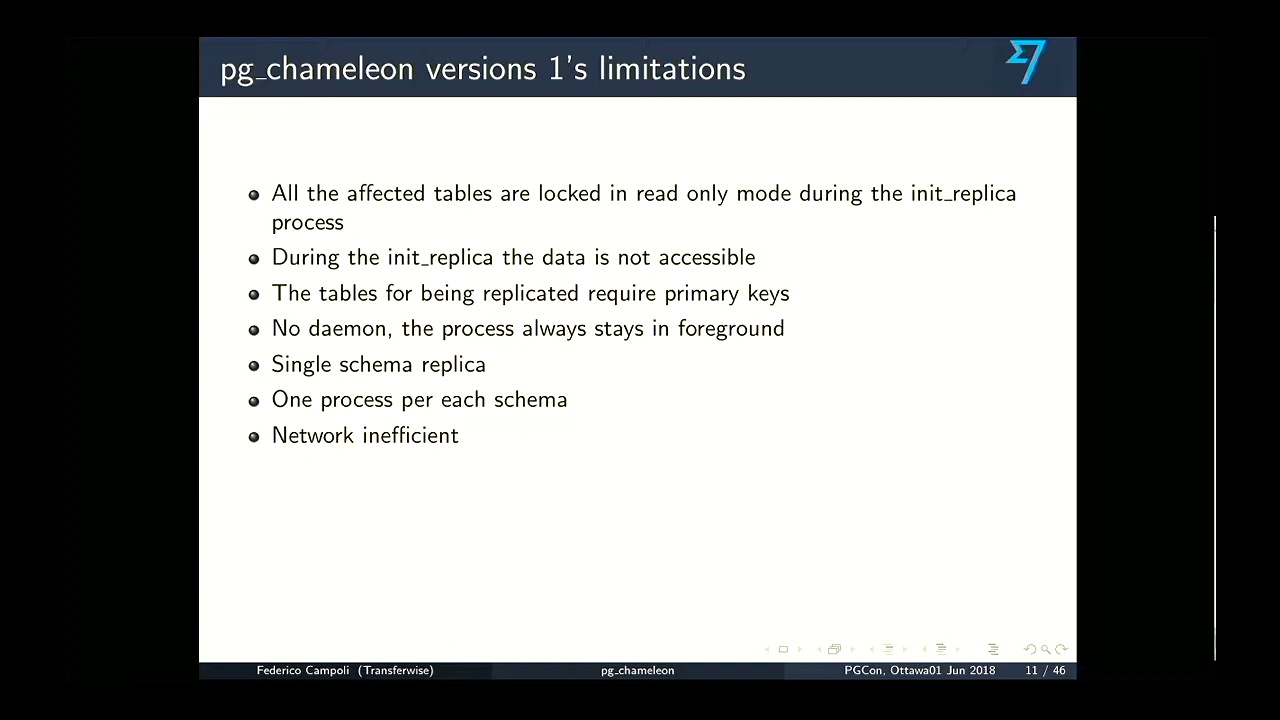 pg_chameleon versions 1's limitations
All the affected tables are locked in read only mode during the init_replica
process
During the init_replica the data is not accessible
The tables for being replicated require primary keys
No daemon, the process always stays in foreground
Single schema replica
One process per each schema
Network inefficient
Federico Campoli (Transferwise) pg_chameleon PGCon, Ottawa01 Jun 2018 11 / 46